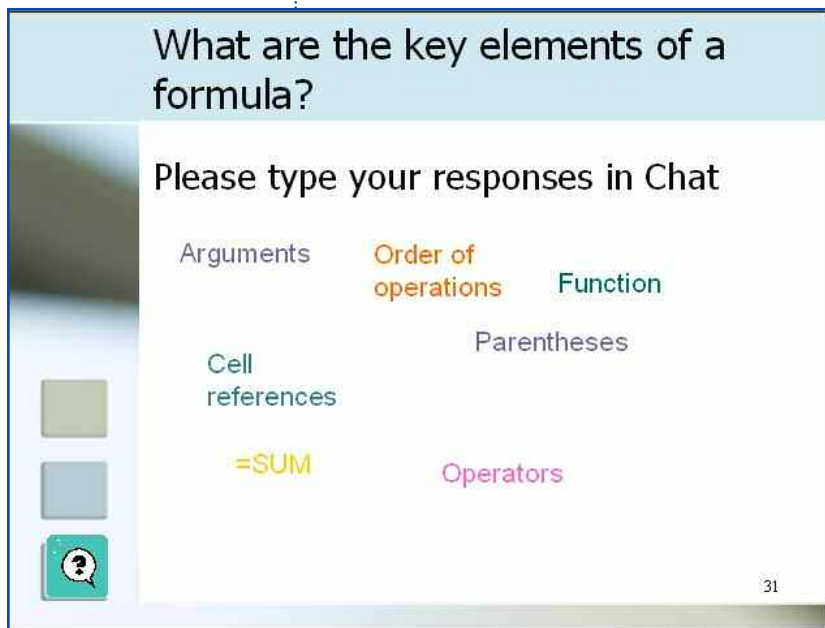 What are the key elements of a
formula?
Please type your responses in Chat
Arguments
Order of
operations
Function
Parentheses
Cell
references
=SUM
Operators
?
31